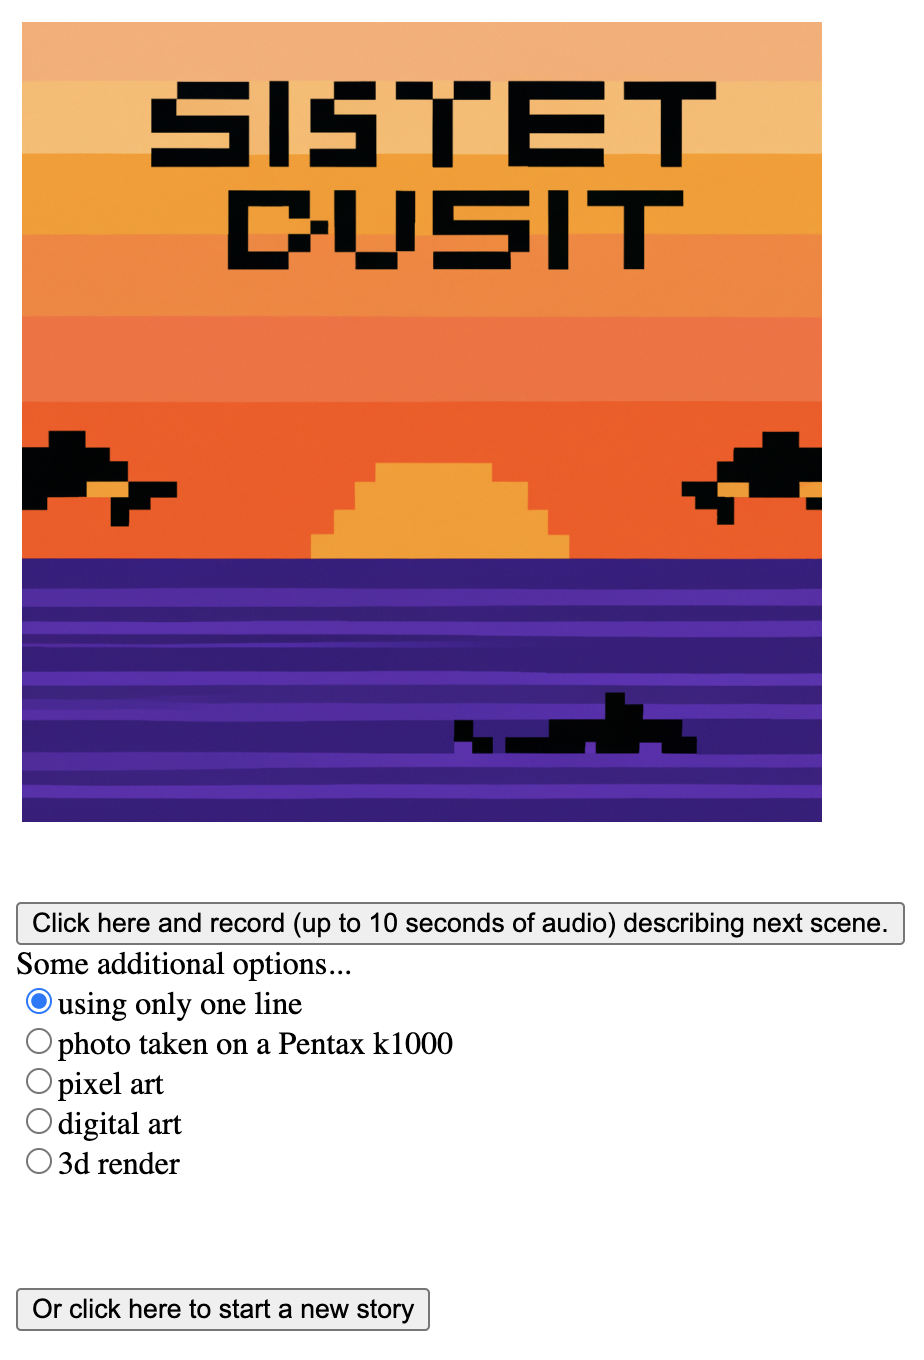 SISTET
CUSIT
Click here and record (up to 10 seconds of audio) describing next scene.
Some additional options...
using only one line
photo taken on a Pentax k1000
pixel art
digital art
3d render
Or click here to start a new story